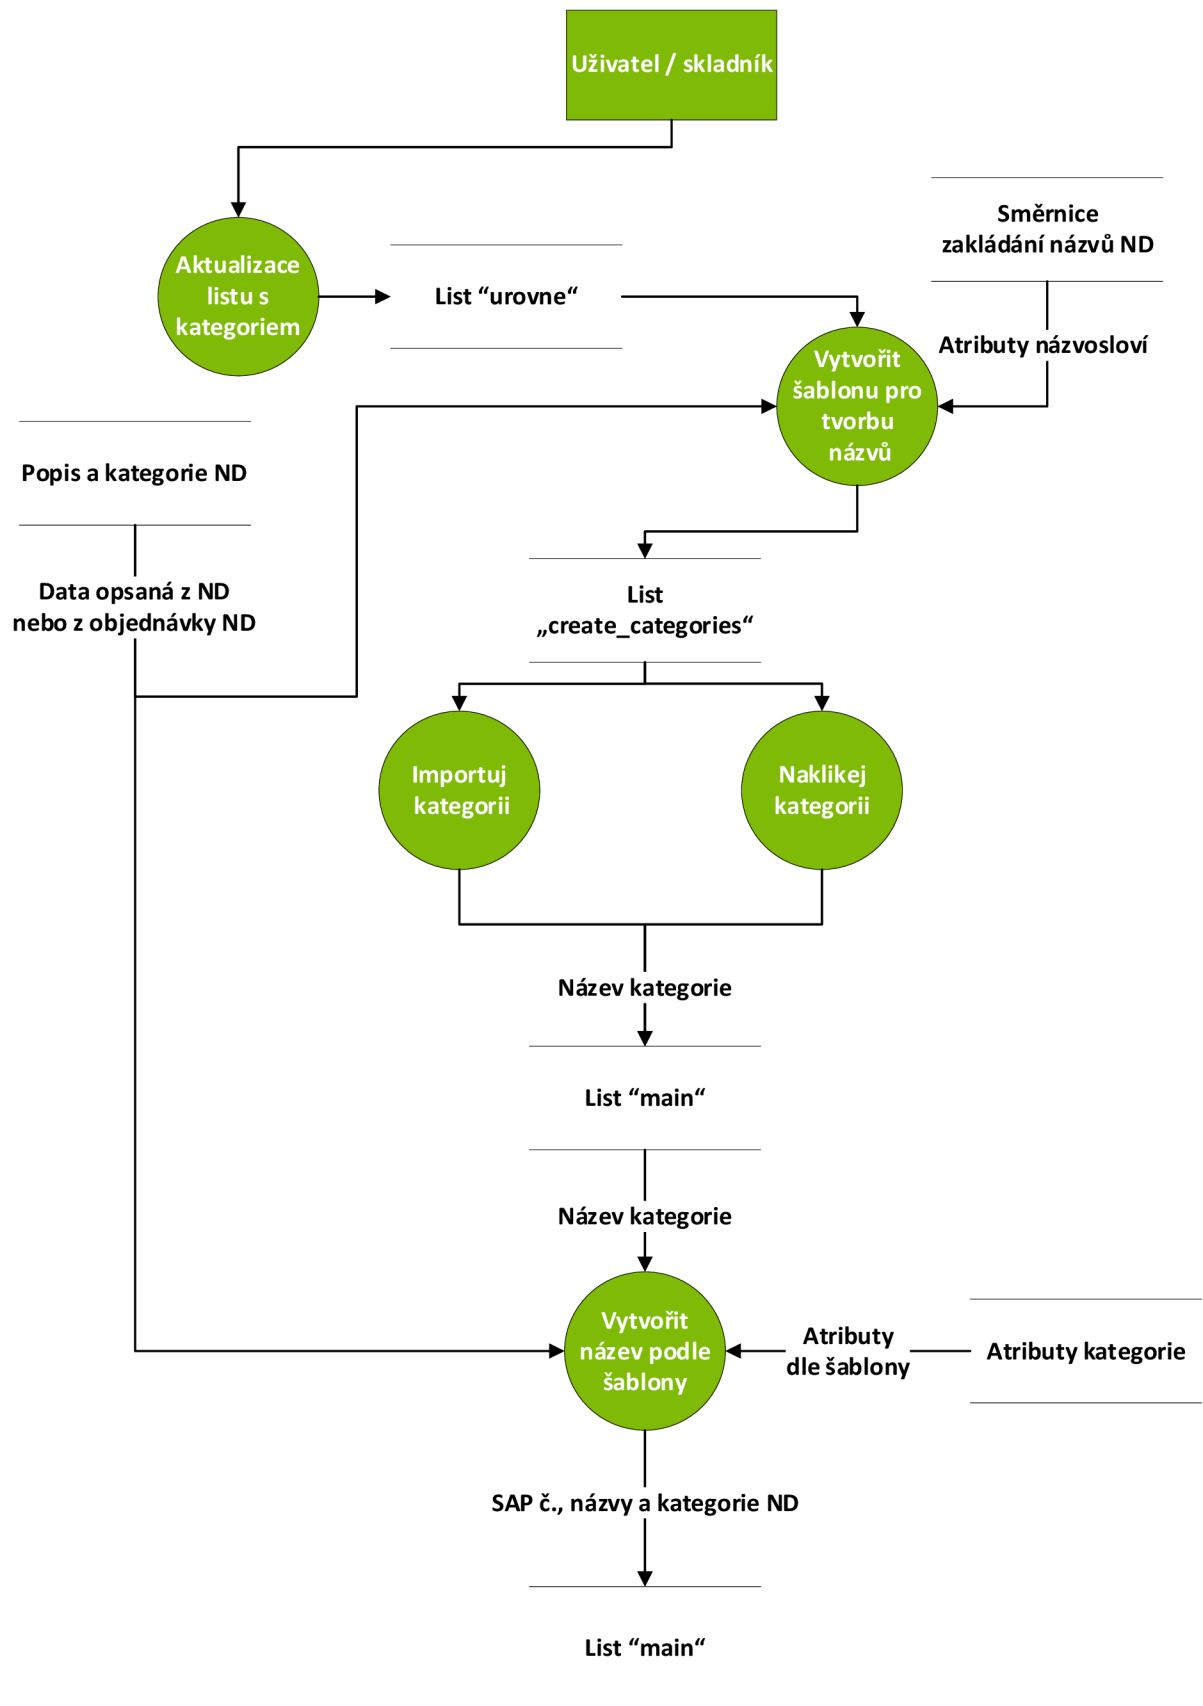 Uživatel / skladník
Směrnice
zakládání názvů ND
Aktualizace
listu s
kategoriem
List “urovne“
Atributy názvosloví
Vytvořit
šablonu pro
tvorbu
názvů
Popis a kategorie ND
Data opsaná z ND
nebo z objednávky ND
List
„create_categories“
Importuj
kategorii
Naklikej
kategorii
Název kategorie
List “main“
Název kategorie
Vytvořit
název podle
šablony
Atributy
dle šablony
Atributy kategorie
SAP č., názvy a kategorie ND
List “main“